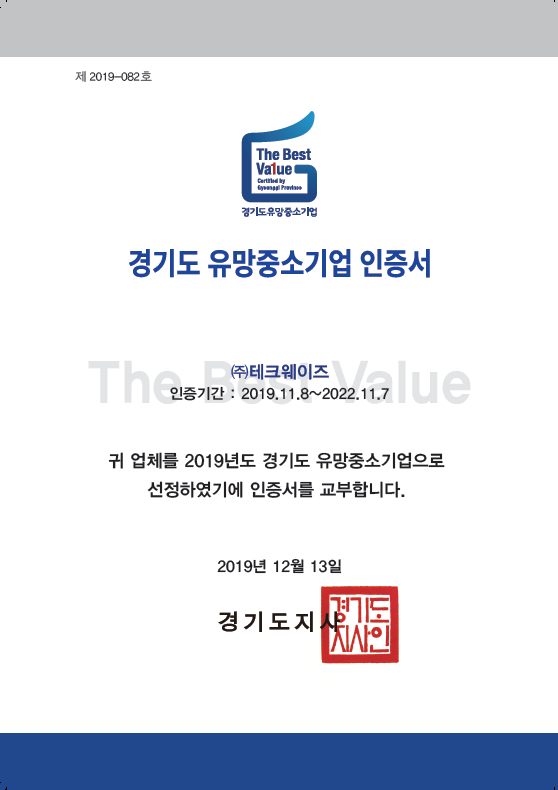 제 2019-082호
The Best
Value
Certified by
Gyeonggi Province
경기도유망중소기업
경기도 유망중소기업 인증서
The Best Value
㈜테크웨이즈
인증기간 : 2019.11.8~2022.11.7
귀 업체를 2019년도 경기도 유망중소기업으로
선정하였기에 인증서를 교부합니다.
2019년 12월 13일
경기도지사
경기도
지사인